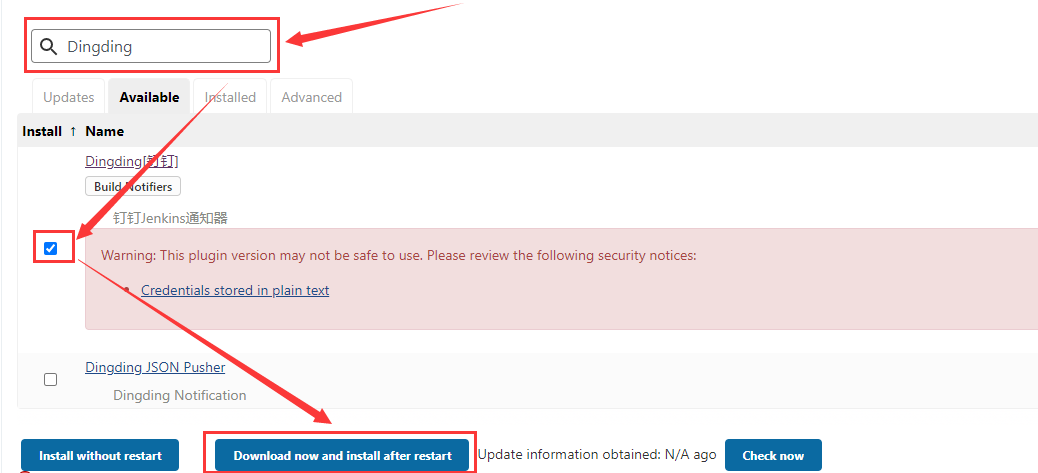 Dingding
Updates Available Installed Advanced
Install ↑ Name
Dingding[钉钉]
Build Notifiers
钉钉Jenkins通知器
Warning: This plugin version may not be safe to use. Please review the following security notices:
• Credentials stored in plain text
Dingding JSON Pusher
Dingding Notification
Install without restart Download now and install after restart Update information obtained: N/A ago Check now